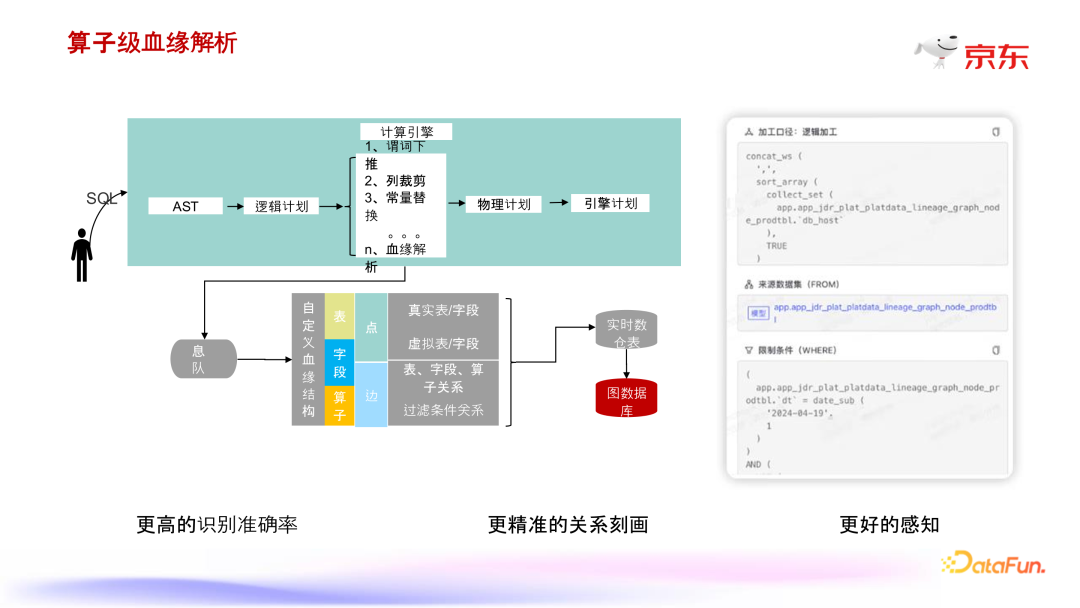 算子级血缘解析
京东
计算引擎
SQL
AST
逻辑计划
1、谓词下
推
2、列裁剪
3、常量替
换
。。。
n、血缘解
析
物理计划
引擎计划
息
队
自
定
义
血
缘
结
构
表
字
段
算
子
点
边
真实表/字段
虚拟表/字段
表、字段、算
子关系
过滤条件关系
实时数
仓表
图数据
库
加工口径：逻辑加工
concat_ws (
',',
sort_array (
collect_set (
app.app_jdr_plat_platdata_lineage_graph_nod
e_prodtbl.`db_host`
),
TRUE
)
来源数据集（FROM）
模型
app.app_jdr_plat_platdata_lineage_graph_node_prodtb
l
限制条件（WHERE）
(
app.app_jdr_plat_platdata_lineage_graph_node_pr
odtbl.`dt` = date_sub (
'2024-04-19',
1
)
)
AND (
更高的识别准确率
更精准的关系刻画
更好的感知
DataFun.